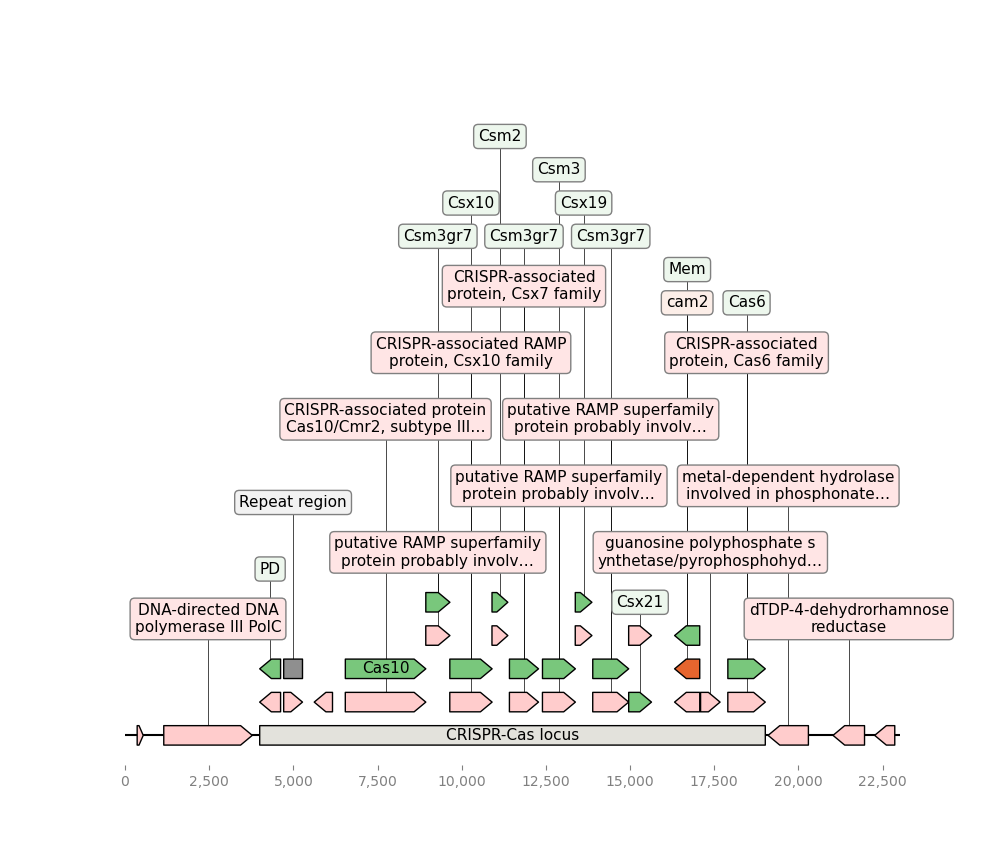 Csm2
Csm3
Csx10
Csx19
Csm3gr7
Csm3gr7
Csm3gr7
CRISPR-associated
protein, Csx7 family
Mem
cam2
Cas6
CRISPR-associated RAMP
protein, Csx10 family
CRISPR-associated
protein, Cas6 family
CRISPR-associated protein
Cas10/Cmr2, subtype III...
putative RAMP superfamily
protein probably involv...
putative RAMP superfamily
protein probably involv...
metal-dependent hydrolase
involved in phosphonate...
Repeat region
putative RAMP superfamily
protein probably involv...
guanosine polyphosphate s
ynthetase/pyrophosphohyd...
PD
DNA-directed DNA
polymerase III PolC
Csx21
dTDP-4-dehydrorhamnose
reductase
Cas10
CRISPR-Cas locus
0
2,500
5,000
7,500
10,000
12,500
15,000
17,500
20,000
22,500